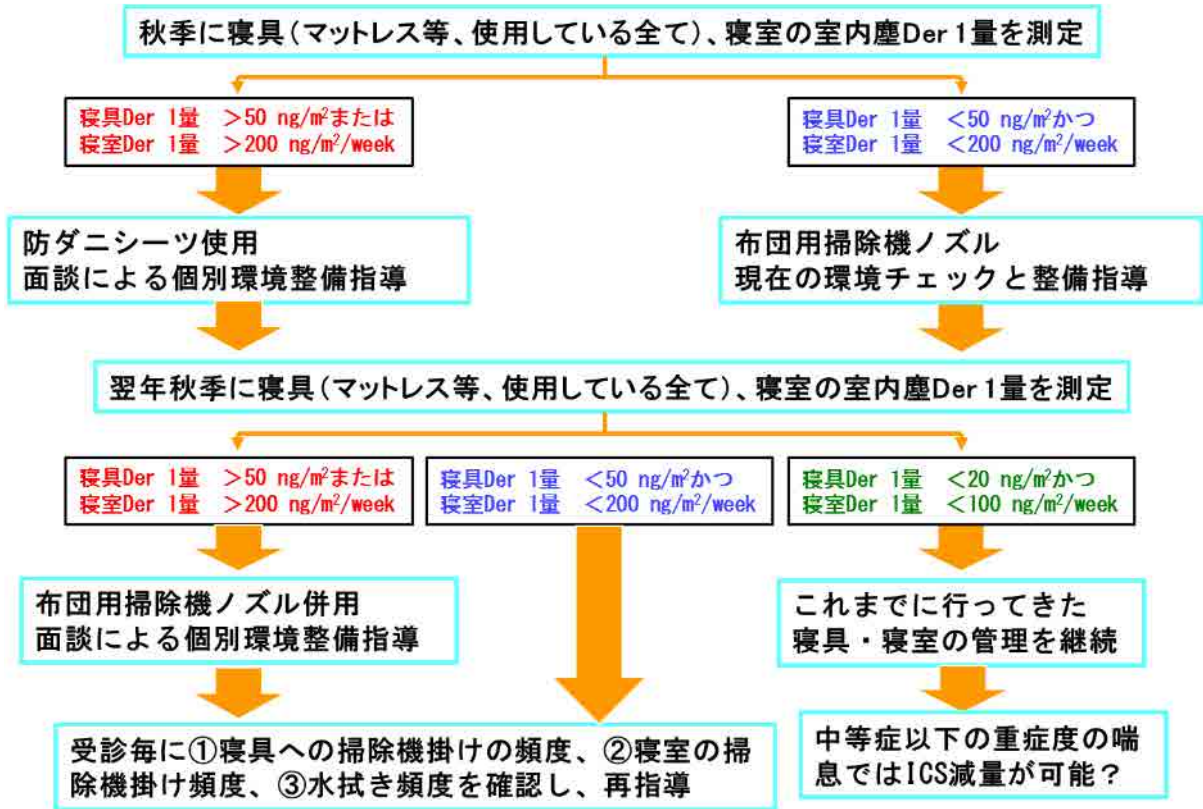 秋季に寝具(マットレス等、使用している全て)、寝室の室内塵Der 1量を測定
寝具Der 1量 >50 ng/m²または
寝室Der 1量 >200 ng/m²/week
寝具Der 1量 <50 ng/m²かつ
寝室Der 1量 <200 ng/m²/week
防ダニシーツ使用
面談による個別環境整備指導
布団用掃除機ノズル
現在の環境チェックと整備指導
翌年秋季に寝具(マットレス等、使用している全て)、寝室の室内塵Der 1量を測定
寝具Der 1量 >50 ng/m²または
寝室Der 1量 >200 ng/m²/week
寝具Der 1量 <50 ng/m²かつ
寝室Der 1量 <200 ng/m²/week
寝具Der 1量 <20 ng/m²かつ
寝室Der 1量 <100 ng/m²/week
布団用掃除機ノズル併用
面談による個別環境整備指導
これまでに行ってきた
寝具・寝室の管理を継続
受診毎に①寝具への掃除機掛けの頻度、②寝室の掃
除機掛け頻度、③水拭き頻度を確認し、再指導
中等症以下の重症度の喘
息ではICS減量が可能?